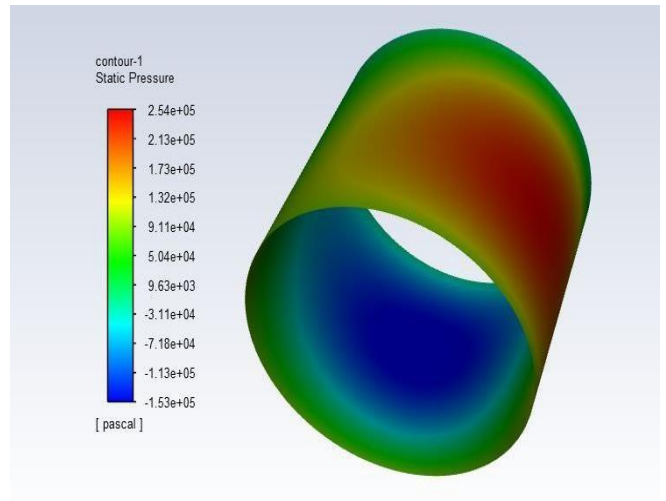 contour-1
Static Pressure
2.54e+05
2.13e+05
1.73e+05
1.32e+05
9.11e+04
5.04e+04
9.63e+03
-3.11e+04
-7.18e+04
-1.13e+05
-1.53e+05
[ pascal ]